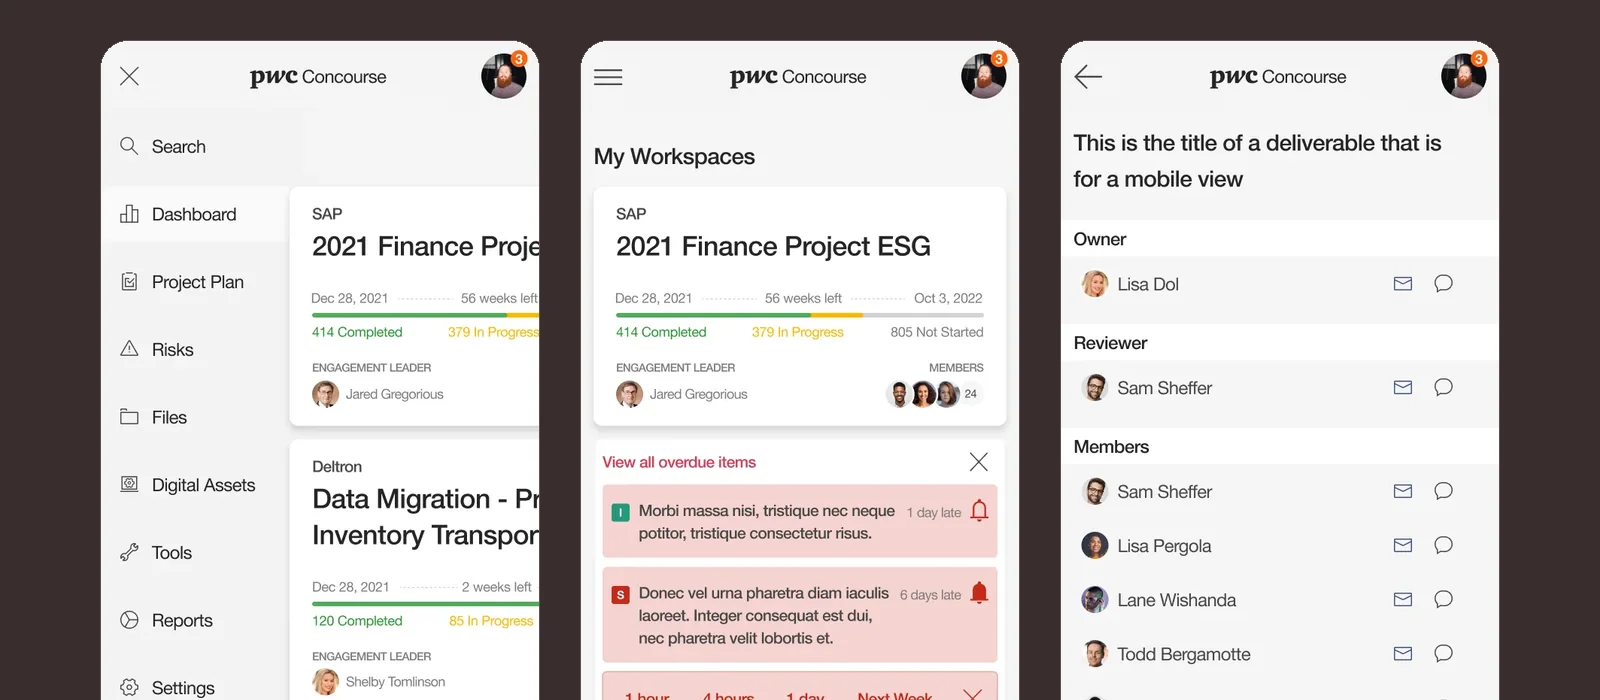 pwc Concourse
3
Search
Dashboard
Project Plan
Risks
Files
Digital Assets
Tools
Reports
Settings
SAP
2021 Finance Proje
Dec 28, 2021 56 weeks left
414 Completed 379 In Progress
ENGAGEMENT LEADER
Jared Gregorious
Deltron
Data Migration - Pr
Inventory Transpor
Dec 28, 2021 2 weeks left
120 Completed 85 In Progress
ENGAGEMENT LEADER
Shelby Tomlinson
pwc Concourse
3
My Workspaces
SAP
2021 Finance Project ESG
Dec 28, 2021 56 weeks left Oct 3, 2022
414 Completed 379 In Progress 805 Not Started
ENGAGEMENT LEADER MEMBERS
Jared Gregorious 24
View all overdue items
I Morbi massa nisi, tristique nec neque 1 day late
potitor, tristique consectetur risus.
S Donec vel urna pharetra diam iaculis 6 days late
laoreet. Integer consequat est dui,
nec pharetra velit lobortis et.
1 hour 4 hours 1 day Next Week
pwc Concourse
3
This is the title of a deliverable that is
for a mobile view
Owner
Lisa Dol
Reviewer
Sam Sheffer
Members
Sam Sheffer
Lisa Pergola
Lane Wishanda
Todd Bergamotte